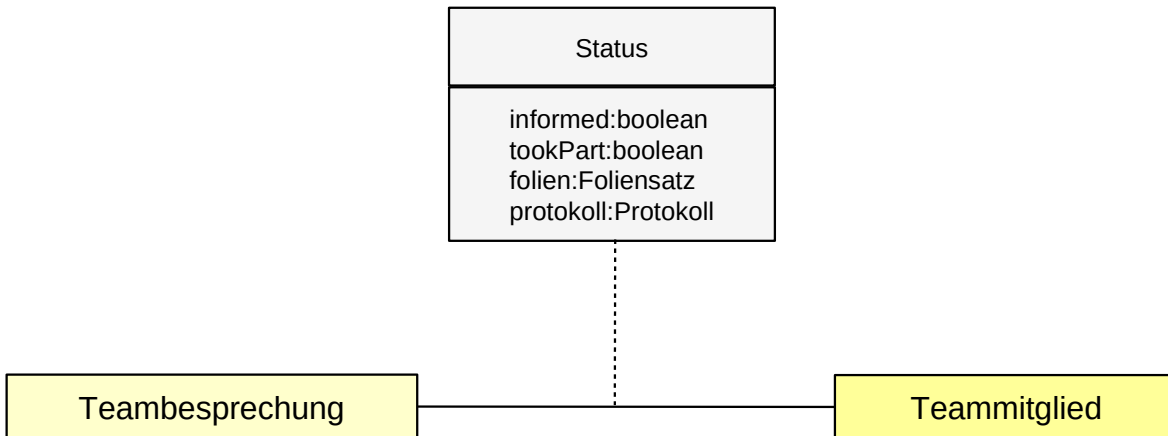 Status
informed:boolean
tookPart:boolean
folien:Foliensatz
protokoll:Protokoll
Teambesprechung
Teammitglied